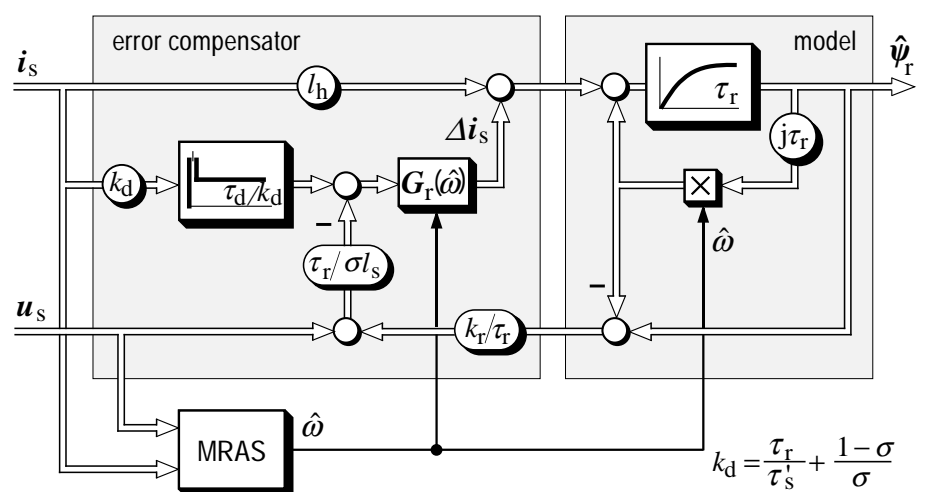 error compensator
model
i_s
l_h
τ_r
ψ̂_r
Δi_s
jτ_r
k_d
τ_d/k_d
G_r(ω̂)
×
ω̂
−
τ_r/σl_s
−
u_s
k_r/τ_r
MRAS
ω̂
k_d = τ_r/τ_s' + (1−σ)/σ